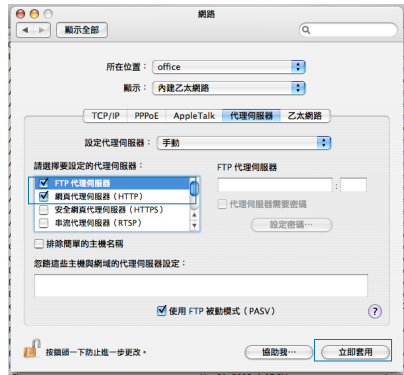 網路
顯示全部
所在位置： office
顯示： 內建乙太網路
TCP/IP PPPoE AppleTalk 代理伺服器 乙太網路
設定代理伺服器： 手動
請選擇要設定的代理伺服器： FTP 代理伺服器
FTP 代理伺服器
網頁代理伺服器（HTTP） :
安全網頁代理伺服器（HTTPS） 代理伺服器需要密碼
串流代理伺服器（RTSP） 設定密碼…
排除簡單的主機名稱
忽略這些主機與網域的代理伺服器設定：
使用 FTP 被動模式（PASV） ?
按鎖頭一下防止進一步更改。 協助我… 立即套用